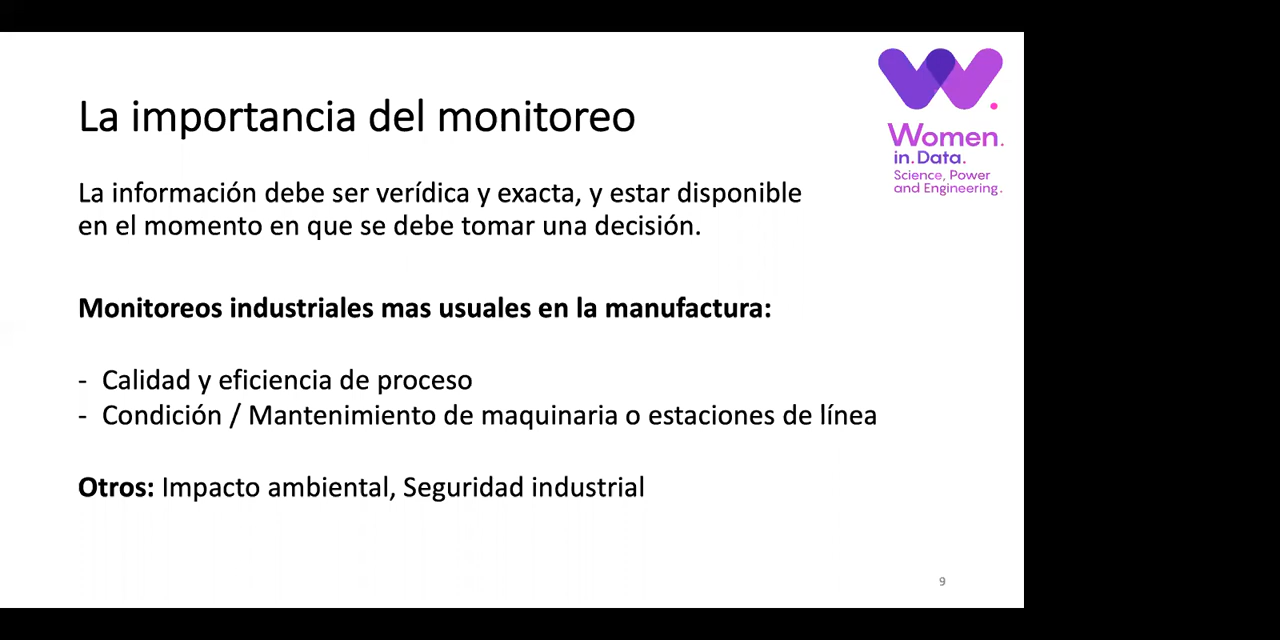 La importancia del monitoreo
Women.
in.Data.
Science, Power
and Engineering.
La información debe ser verídica y exacta, y estar disponible
en el momento en que se debe tomar una decisión.
Monitoreos industriales mas usuales en la manufactura:
- Calidad y eficiencia de proceso
- Condición / Mantenimiento de maquinaria o estaciones de línea
Otros: Impacto ambiental, Seguridad industrial
9